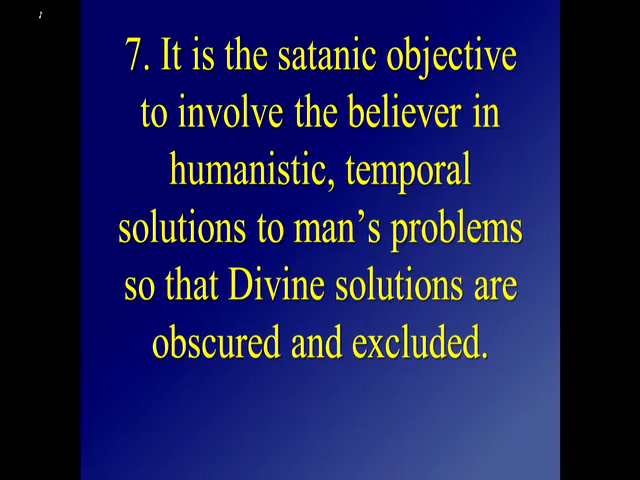 7. It is the satanic objective
to involve the believer in
humanistic, temporal
solutions to man’s problems
so that Divine solutions are
obscured and excluded.